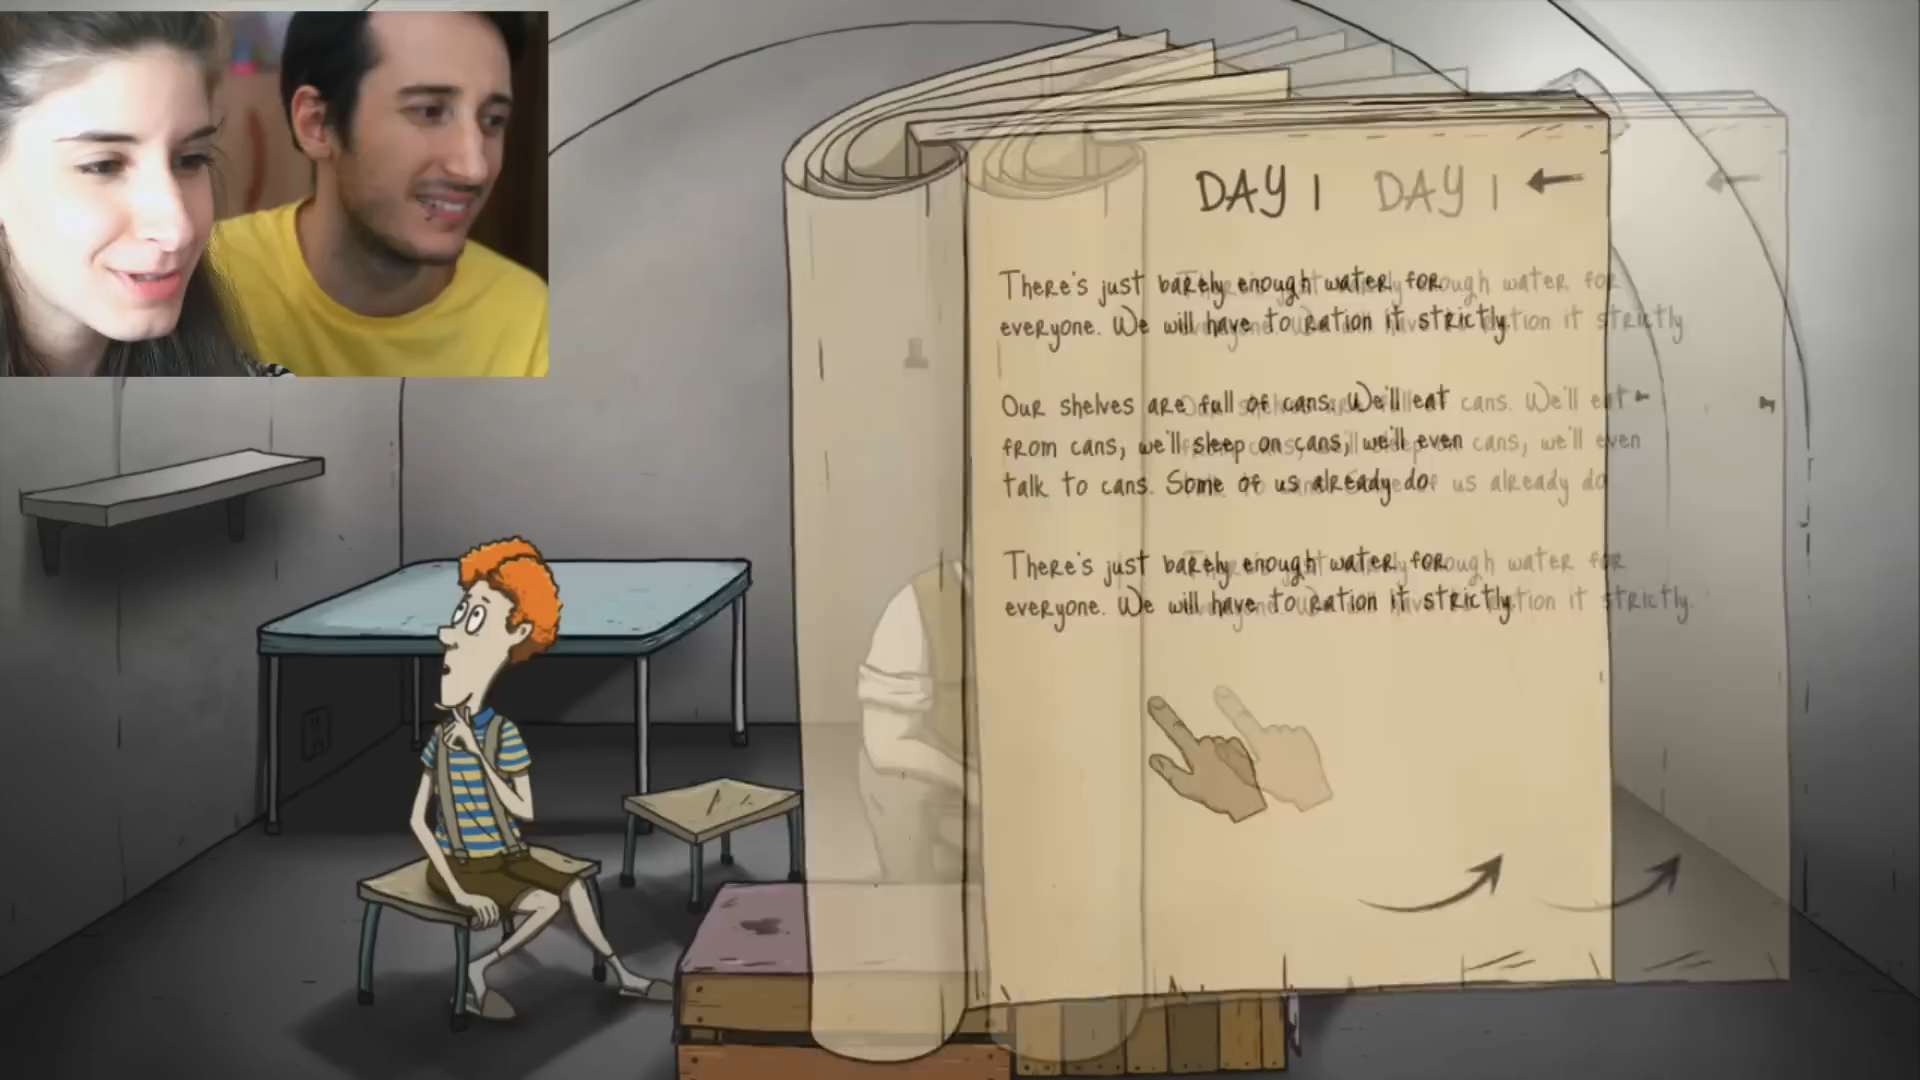 DAY 1 DAY 1
There's just barely enough water for
everyone. We will have to ration it strictly.
Our shelves are full of cans. We'll eat
from cans, we'll sleep on cans, we'll even
talk to cans. Some of us already do.
There's just barely enough water for
everyone. We will have to ration it strictly.